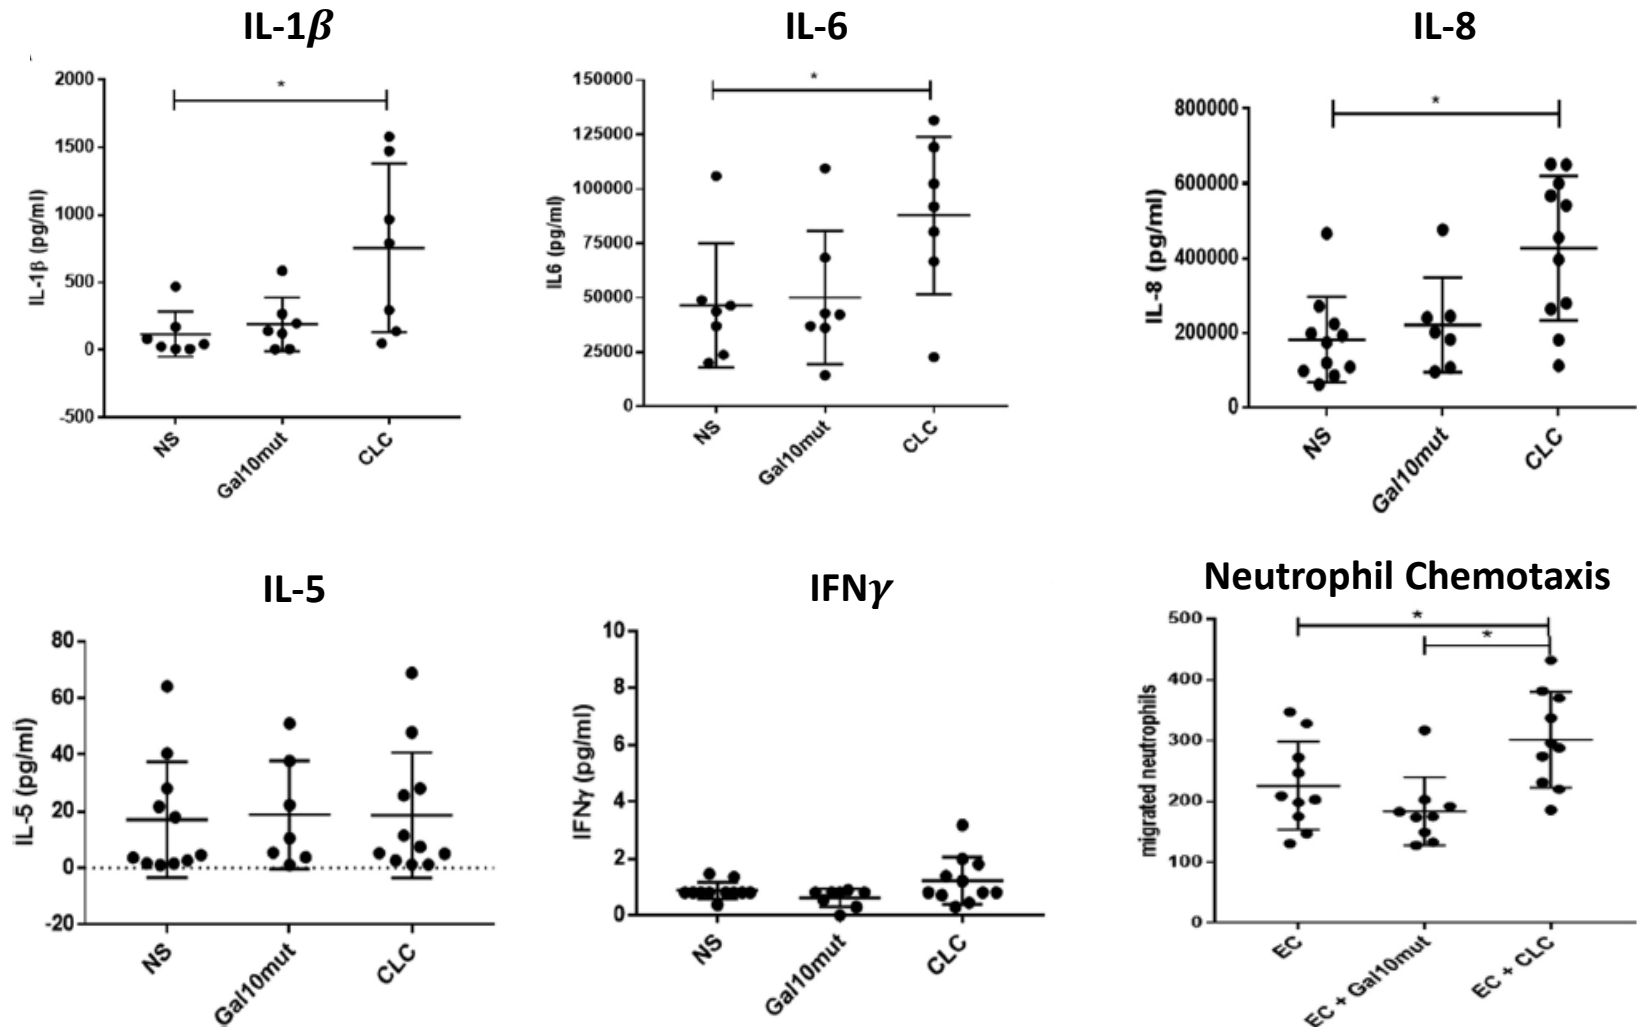 IL-1β
IL-6
IL-8
IL-1β (pg/ml)
2000
1500
1000
500
0
-500
*
NS
Gal10mut
CLC
IL6 (pg/ml)
150000
125000
100000
75000
50000
25000
0
*
NS
Gal10mut
CLC
IL-8 (pg/ml)
800000
600000
400000
200000
0
*
NS
Gal10mut
CLC
IL-5
IFNγ
Neutrophil Chemotaxis
IL-5 (pg/ml)
80
60
40
20
0
-20
NS
Gal10mut
CLC
IFNγ (pg/ml)
10
8
6
4
2
0
NS
Gal10mut
CLC
migrated neutrophils
500
400
300
200
100
0
*
*
EC
EC + Gal10mut
EC + CLC